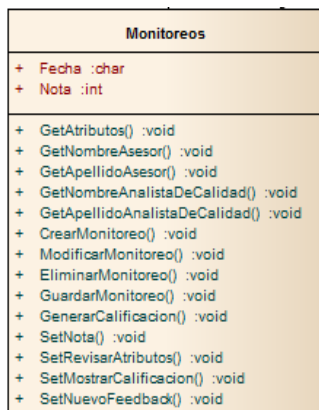 Monitoreos
+ Fecha :char
+ Nota :int
+ GetAtributos() :void
+ GetNombreAsesor() :void
+ GetApellidoAsesor() :void
+ GetNombreAnalistaDeCalidad() :void
+ GetApellidoAnalistaDeCalidad() :void
+ CrearMonitoreo() :void
+ ModificarMonitoreo() :void
+ EliminarMonitoreo() :void
+ GuardarMonitoreo() :void
+ GenerarCalificacion() :void
+ SetNota() :void
+ SetRevisarAtributos() :void
+ SetMostrarCalificacion() :void
+ SetNuevoFeedback() :void